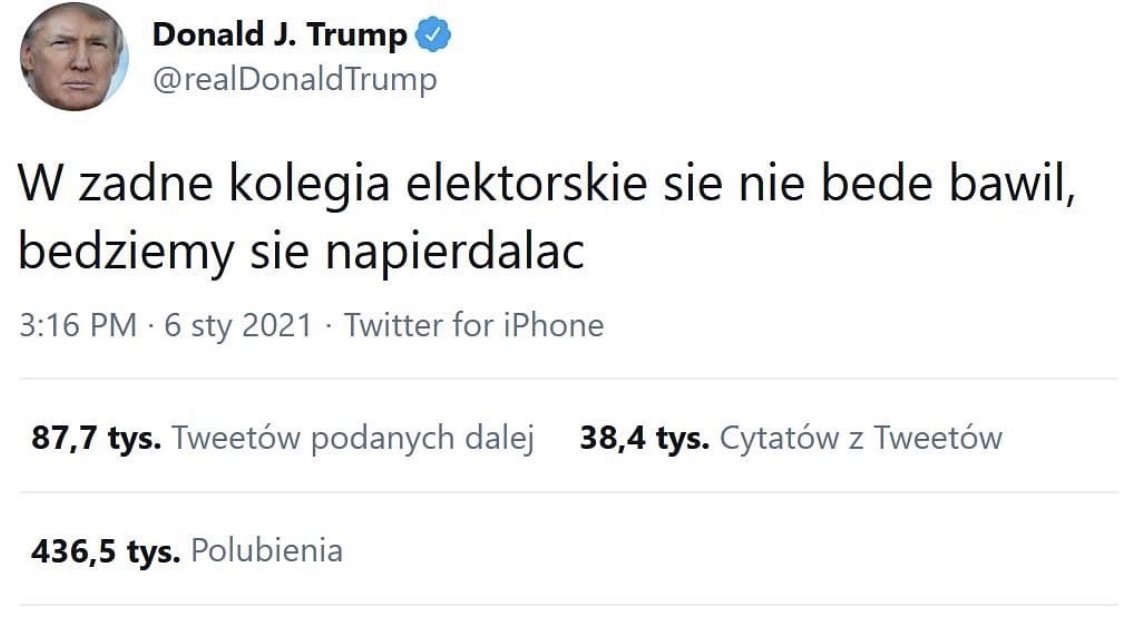 Donald J. Trump
@realDonaldTrump
W zadne kolegia elektorskie sie nie bede bawil,
bedziemy sie napierdalac
3:16 PM · 6 sty 2021 · Twitter for iPhone
87,7 tys. Tweetów podanych dalej 38,4 tys. Cytatów z Tweetów
436,5 tys. Polubienia